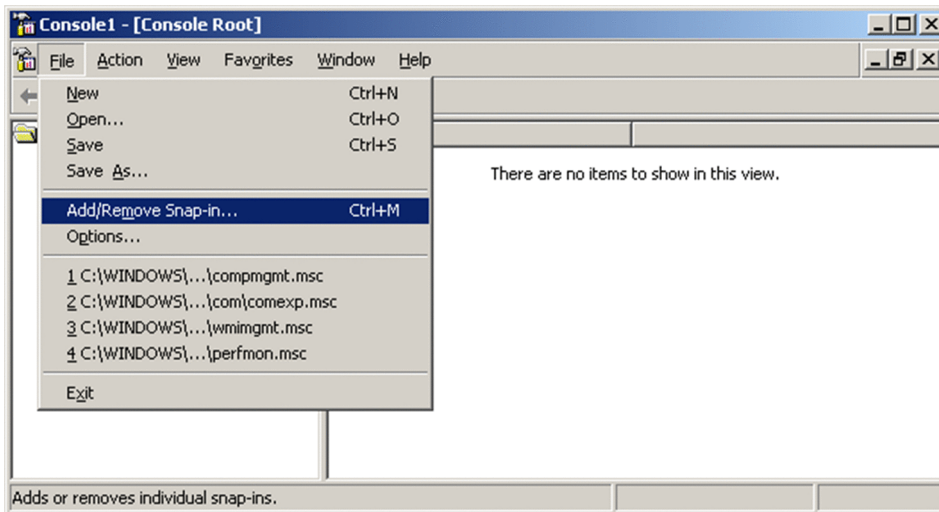 Console1 - [Console Root]
File Action View Favorites Window Help
New Ctrl+N
Open... Ctrl+O
Save Ctrl+S
Save As...
There are no items to show in this view.
Add/Remove Snap-in... Ctrl+M
Options...
1 C:\WINDOWS\...\compmgmt.msc
2 C:\WINDOWS\...\com\comexp.msc
3 C:\WINDOWS\...\wmimgmt.msc
4 C:\WINDOWS\...\perfmon.msc
Exit
Adds or removes individual snap-ins.